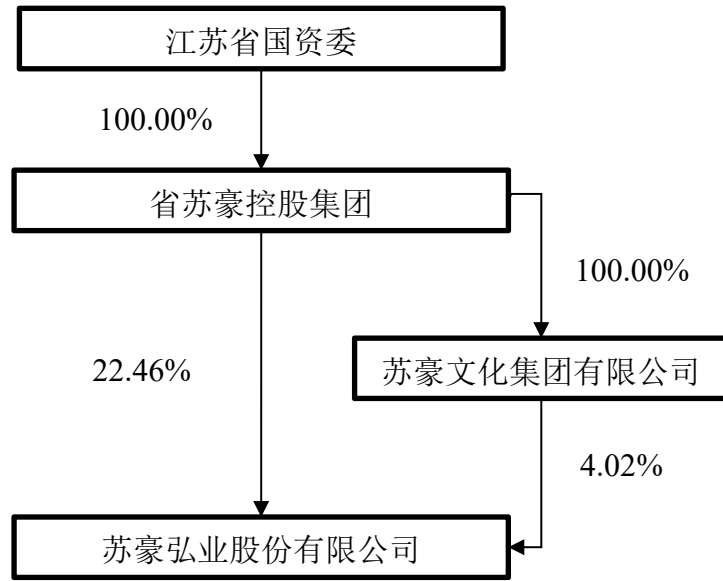 江苏省国资委
100.00%
省苏豪控股集团
100.00%
22.46%
苏豪文化集团有限公司
4.02%
苏豪弘业股份有限公司